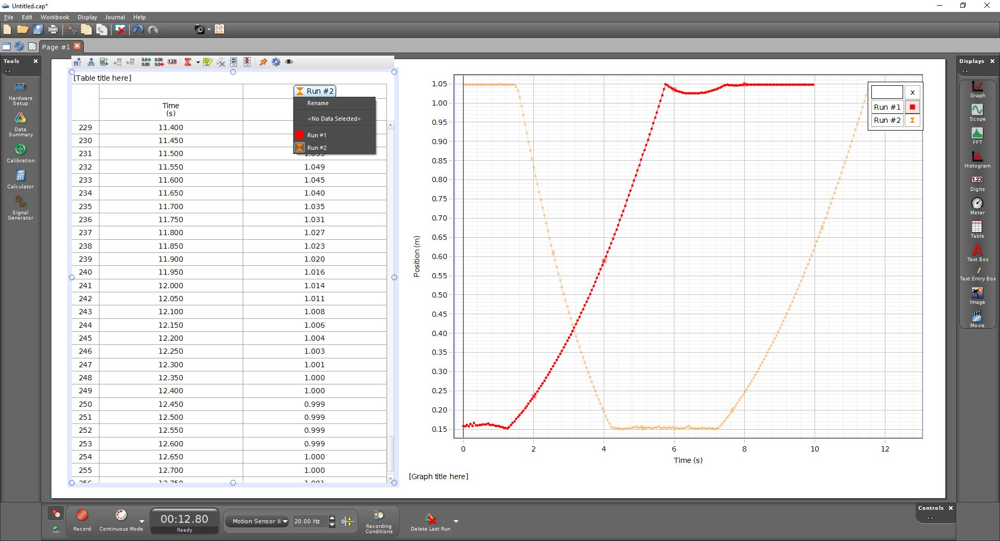 Untitled.cap*
File Edit Workbook Display Journal Help
Page #1
Tools
Hardware
Setup
Data
Summary
Calibration
Calculator
Signal
Generator
[Table title here]
Run #2
Rename
<No Data Selected>
Run #1
Run #2
Time
(s)
229 11.400
230 11.450
231 11.500
232 11.550 1.049
233 11.600 1.045
234 11.650 1.040
235 11.700 1.035
236 11.750 1.031
237 11.800 1.027
238 11.850 1.023
239 11.900 1.020
240 11.950 1.016
241 12.000 1.014
242 12.050 1.011
243 12.100 1.008
244 12.150 1.006
245 12.200 1.004
246 12.250 1.003
247 12.300 1.001
248 12.350 1.000
249 12.400 1.000
250 12.450 0.999
251 12.500 0.999
252 12.550 0.999
253 12.600 0.999
254 12.650 1.000
255 12.700 1.000
256 12.750 1.001
Position (m)
1.05
1.00
0.95
0.90
0.85
0.80
0.75
0.70
0.65
0.60
0.55
0.50
0.45
0.40
0.35
0.30
0.25
0.20
0.15
0 2 4 6 8 10 12
Time (s)
x
Run #1
Run #2
[Graph title here]
Displays
Graph
Scope
FFT
Histogram
1.23
Digits
Meter
Table
A
Text Box
Text Entry Box
Image
Movie
Record
Continuous Mode
00:12.80
Ready
Motion Sensor II
20.00 Hz
Recording
Conditions
Delete Last Run
Controls